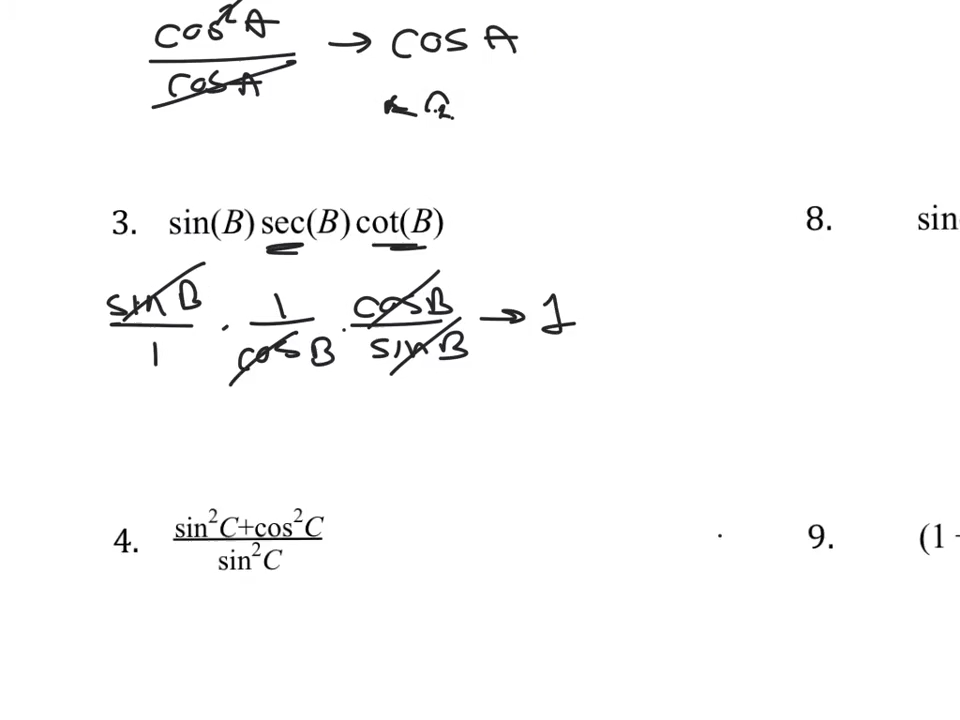 cos²A / cosA → cos A
3. sin(B) sec(B) cot(B) 8. sin
sin B / 1 · 1 / cos B · cos B / sin B → 1
4. sin²C+cos²C / sin²C 9. (1 -